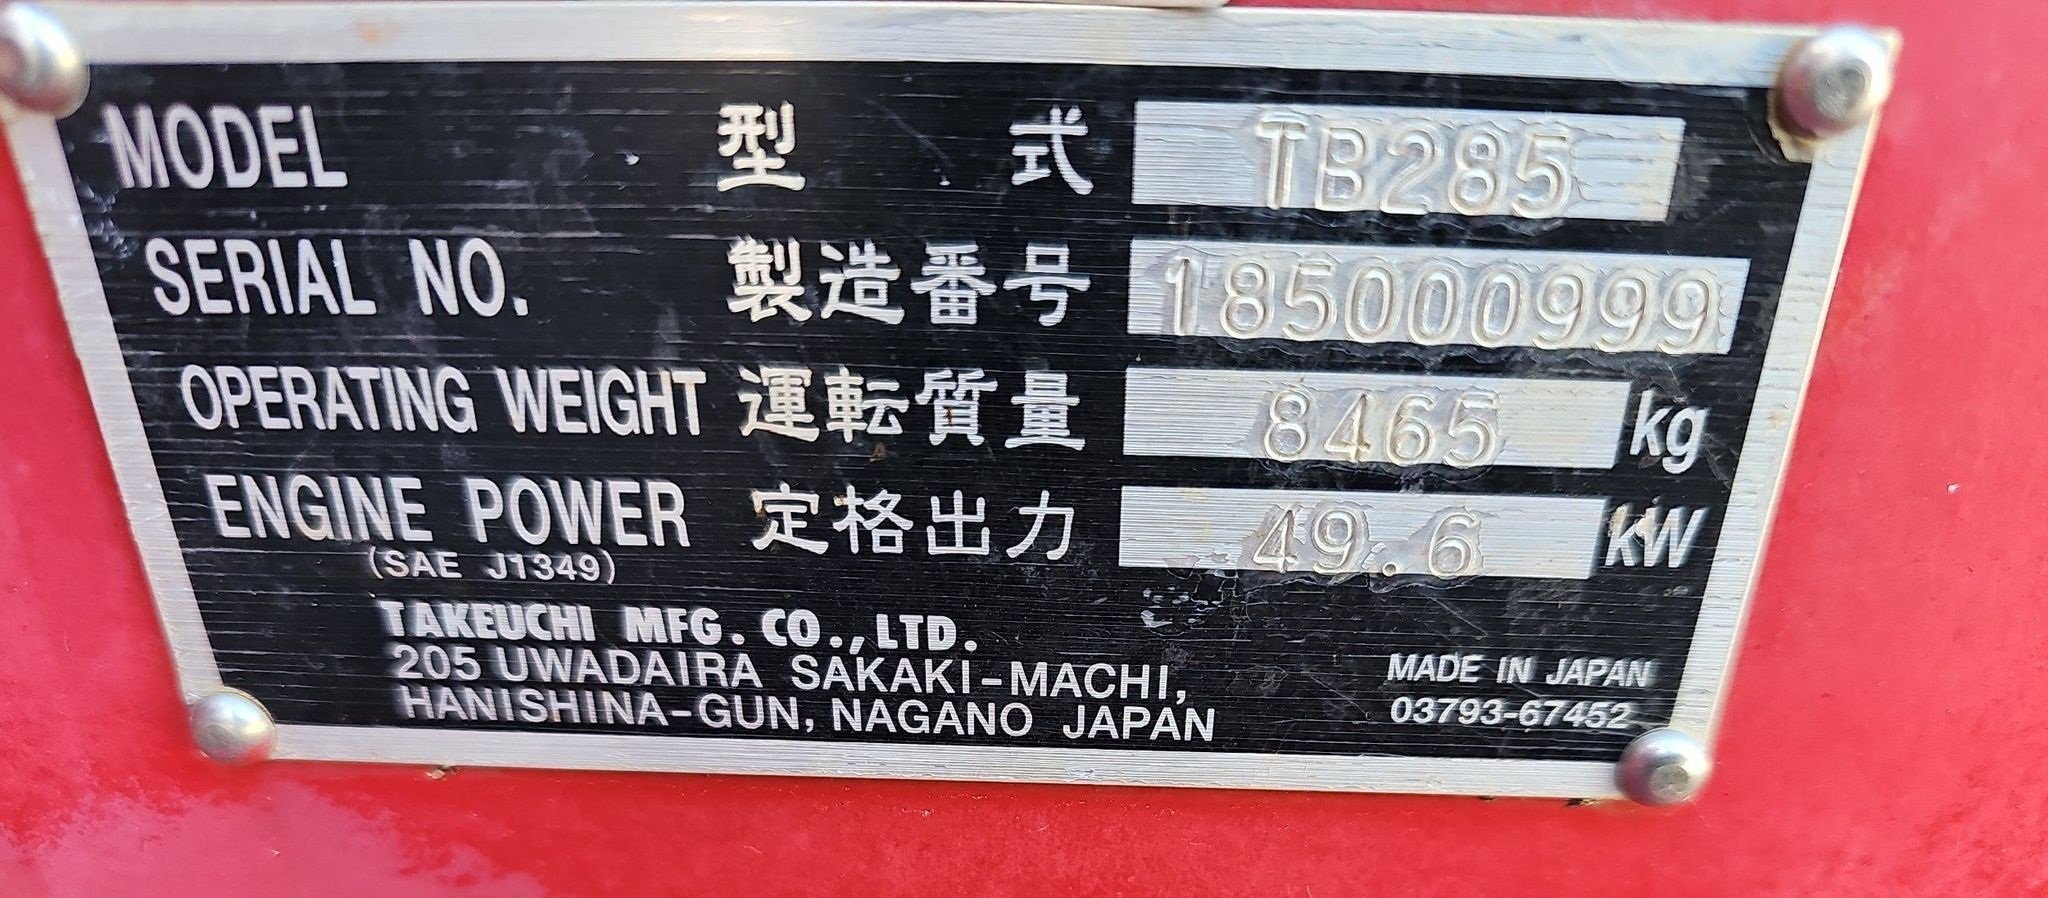 MODEL 型式 TB285
SERIAL NO. 製造番号 185000999
OPERATING WEIGHT 運転質量 8465 kg
ENGINE POWER 定格出力 49.6 kW
(SAE J1349)
TAKEUCHI MFG. CO.,LTD.
205 UWADAIRA SAKAKI-MACHI,
HANISHINA-GUN, NAGANO JAPAN
MADE IN JAPAN
03793-67452